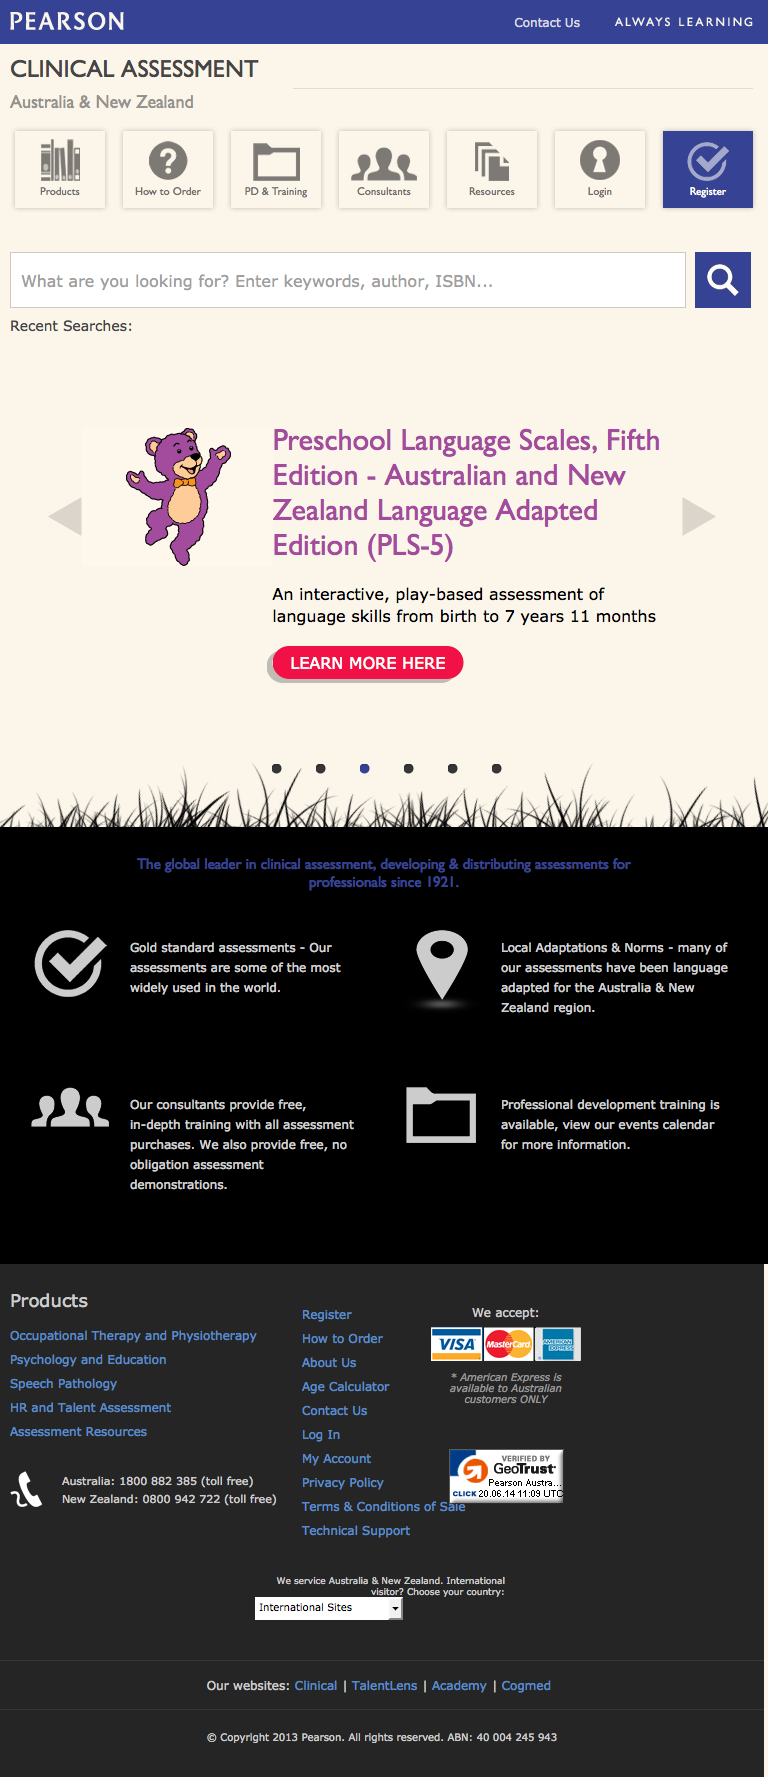 PEARSON
Contact Us
ALWAYS LEARNING
CLINICAL ASSESSMENT
Australia & New Zealand
Products
How to Order
PD & Training
Consultants
Resources
Login
Register
What are you looking for? Enter keywords, author, ISBN...
Recent Searches:
Preschool Language Scales, Fifth
Edition - Australian and New
Zealand Language Adapted
Edition (PLS-5)
An interactive, play-based assessment of
language skills from birth to 7 years 11 months
LEARN MORE HERE
The global leader in clinical assessment, developing & distributing assessments for
professionals since 1921.
Gold standard assessments - Our
assessments are some of the most
widely used in the world.
Local Adaptations & Norms - many of
our assessments have been language
adapted for the Australia & New
Zealand region.
Our consultants provide free,
in-depth training with all assessment
purchases. We also provide free, no
obligation assessment
demonstrations.
Professional development training is
available, view our events calendar
for more information.
Products
Occupational Therapy and Physiotherapy
Psychology and Education
Speech Pathology
HR and Talent Assessment
Assessment Resources
Australia: 1800 882 385 (toll free)
New Zealand: 0800 942 722 (toll free)
Register
How to Order
About Us
Age Calculator
Contact Us
Log In
My Account
Privacy Policy
Terms & Conditions of Sale
Technical Support
We accept:
VISA
MasterCard
AMERICAN EXPRESS
* American Express is
available to Australian
customers ONLY
VERIFIED BY
GeoTrust
Pearson Austra...
CLICK 20.06.14 11:09 UTC
We service Australia & New Zealand. International
visitor? Choose your country:
International Sites
Our websites: Clinical | TalentLens | Academy | Cogmed
© Copyright 2013 Pearson. All rights reserved. ABN: 40 004 245 943